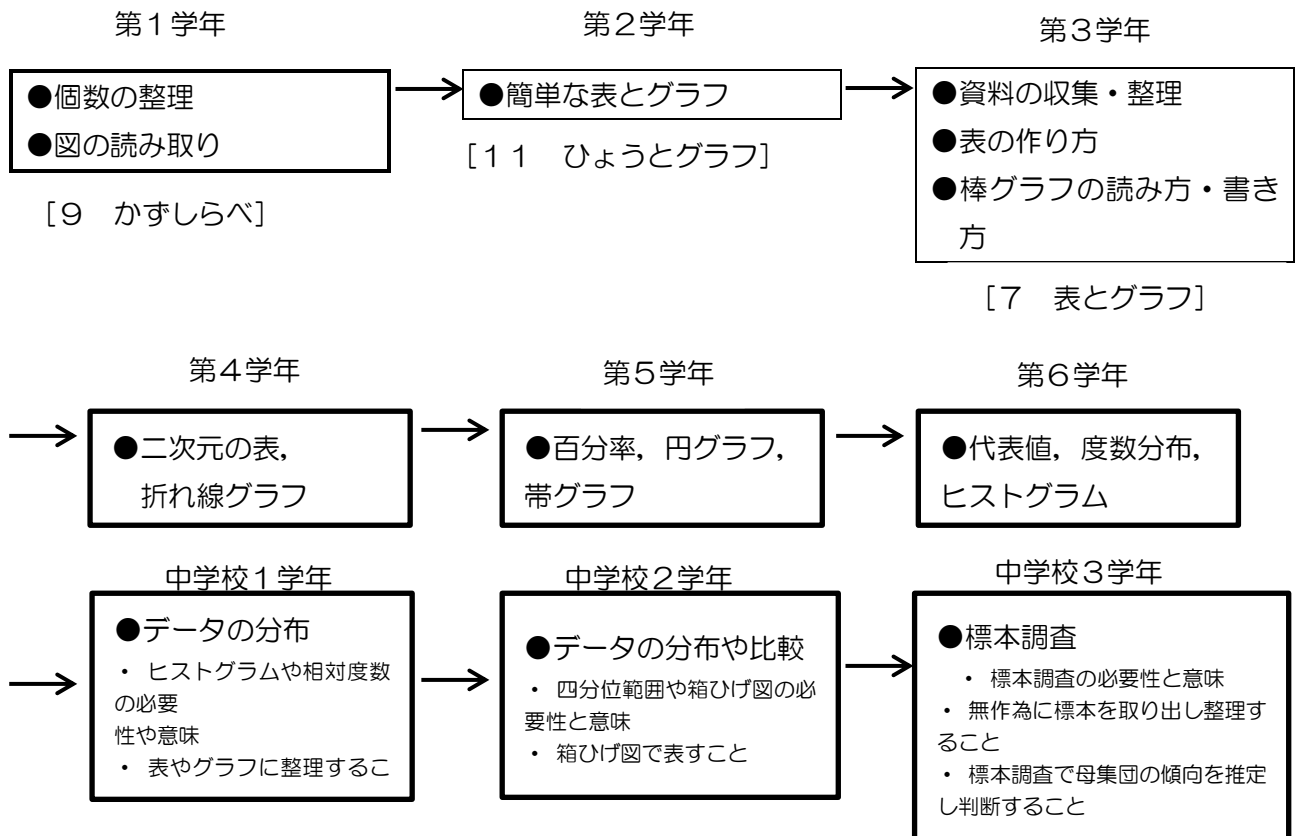 第１学年
第２学年
第３学年
●個数の整理
●図の読み取り
[９　かずしらべ]
●簡単な表とグラフ
[１１　ひょうとグラフ]
●資料の収集・整理
●表の作り方
●棒グラフの読み方・書き
方
[７　表とグラフ]
第４学年
第５学年
第６学年
●二次元の表，
折れ線グラフ
●百分率，円グラフ，
帯グラフ
●代表値，度数分布，
ヒストグラム
中学校１学年
中学校２学年
中学校３学年
●データの分布
・ ヒストグラムや相対度数
の必要
性や意味
・ 表やグラフに整理するこ
●データの分布や比較
・ 四分位範囲や箱ひげ図の必
要性と意味
・ 箱ひげ図で表すこと
●標本調査
・ 標本調査の必要性と意味
・ 無作為に標本を取り出し整理す
ること
・ 標本調査で母集団の傾向を推定
し判断すること